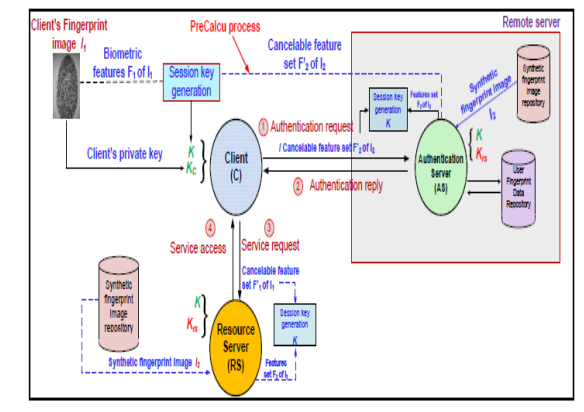 Client's Fingerprint
image I₁
PreCalcu process
Remote server
Biometric
features F₁ of I₁
Cancelable feature
set F'₂ of I₂
Session key
generation
Session key
generation
K
Features set
F₂ of I₂
Synthetic
fingerprint image
I₂
Synthetic
fingerprint
image
repository
1 Authentication request
/ Cancelable feature set F'₂ of I₂
Client's private key
K
K_C
Client
(C)
Authentication
Server
(AS)
K
K_rs
2 Authentication reply
User
Fingerprint
Data
Repository
4
3
Service access
Service request
Cancelable feature
set F'₁ of I₁
Synthetic
fingerprint
image
repository
K
K_rs
Resource
Server
(RS)
Session key
generation
K
Synthetic fingerprint image I₂
Features
set F₂ of I₂